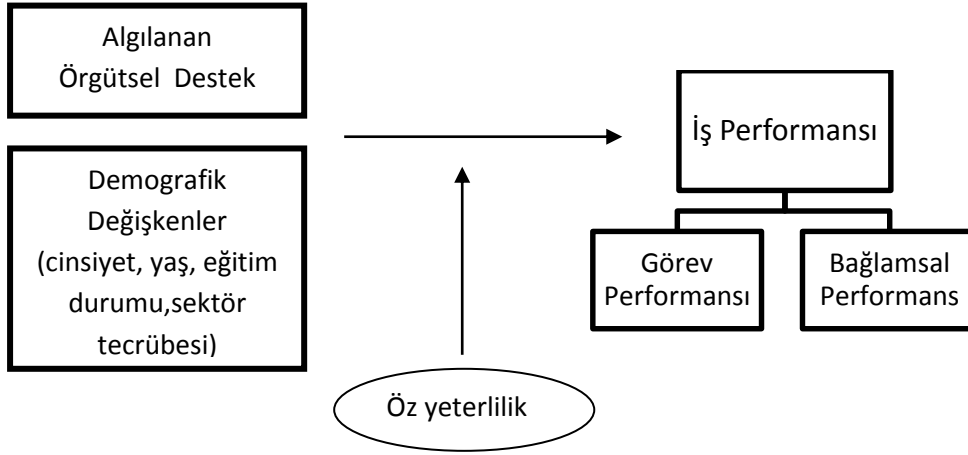 Algılanan
Örgütsel Destek
Demografik
Değişkenler
(cinsiyet, yaş, eğitim
durumu,sektör
tecrübesi)
İş Performansı
Görev
Performansı
Bağlamsal
Performans
Öz yeterlilik